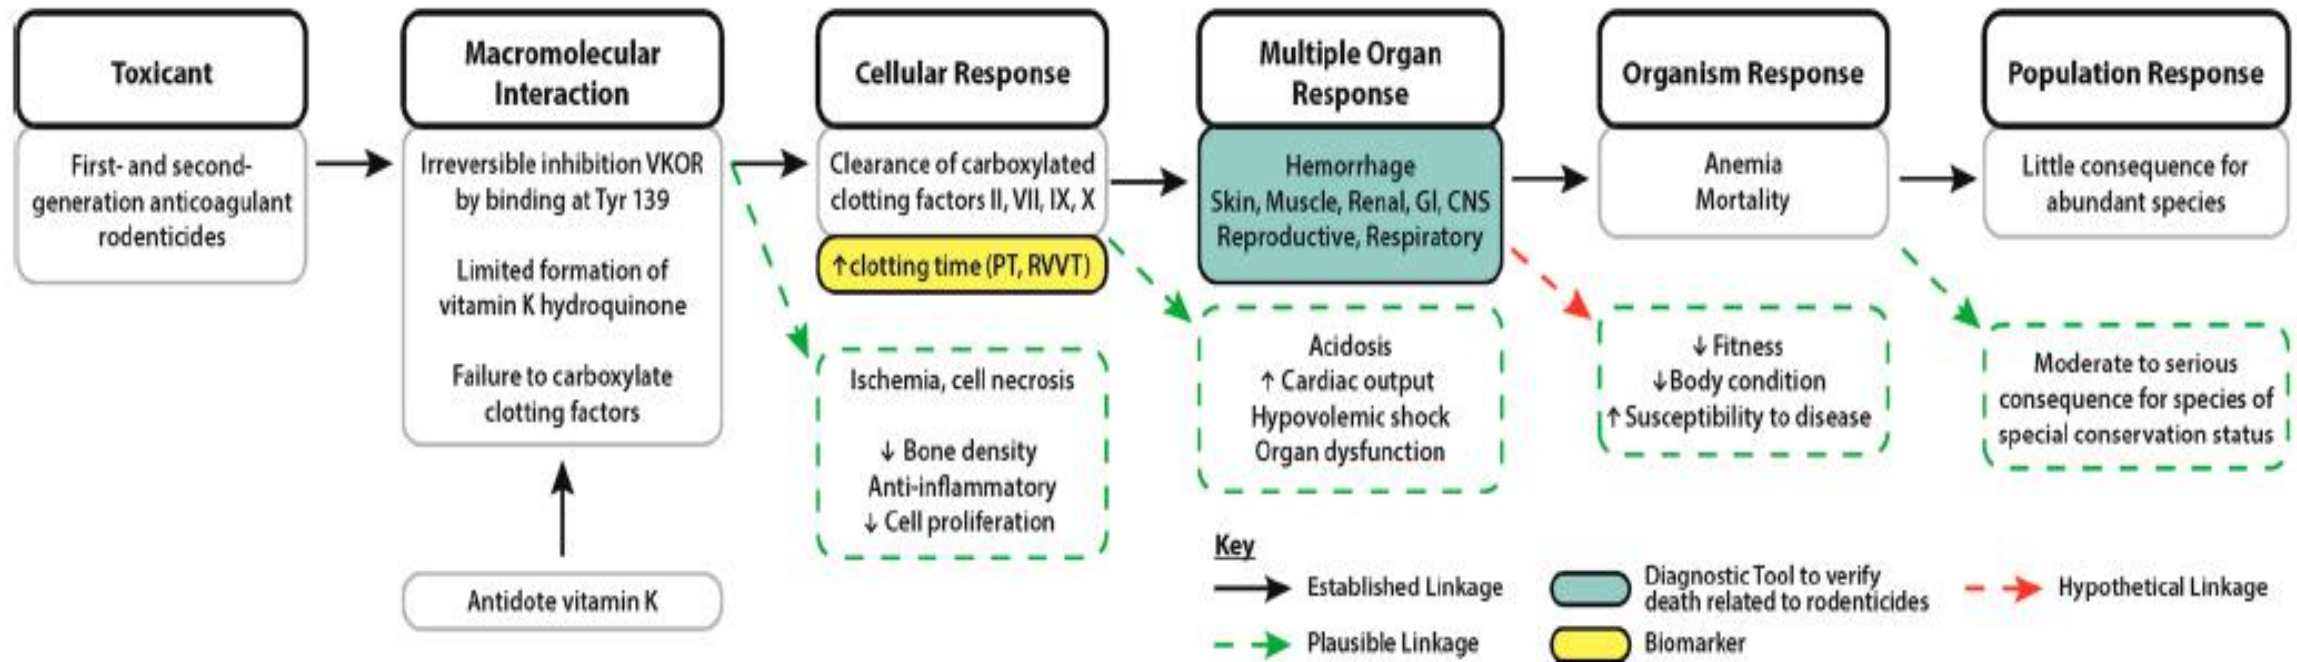 Toxicant
First- and second-
generation anticoagulant
rodenticides
Macromolecular
Interaction
Irreversible inhibition VKOR
by binding at Tyr 139
Limited formation of
vitamin K hydroquinone
Failure to carboxylate
clotting factors
Antidote vitamin K
Cellular Response
Clearance of carboxylated
clotting factors II, VII, IX, X
↑clotting time (PT, RVVT)
Ischemia, cell necrosis
↓ Bone density
Anti-inflammatory
↓ Cell proliferation
Multiple Organ
Response
Hemorrhage
Skin, Muscle, Renal, GI, CNS
Reproductive, Respiratory
Acidosis
↑ Cardiac output
Hypovolemic shock
Organ dysfunction
Organism Response
Anemia
Mortality
↓ Fitness
↓Body condition
↑ Susceptibility to disease
Population Response
Little consequence for
abundant species
Moderate to serious
consequence for species of
special conservation status
Key
Established Linkage
Plausible Linkage
Diagnostic Tool to verify
death related to rodenticides
Biomarker
Hypothetical Linkage